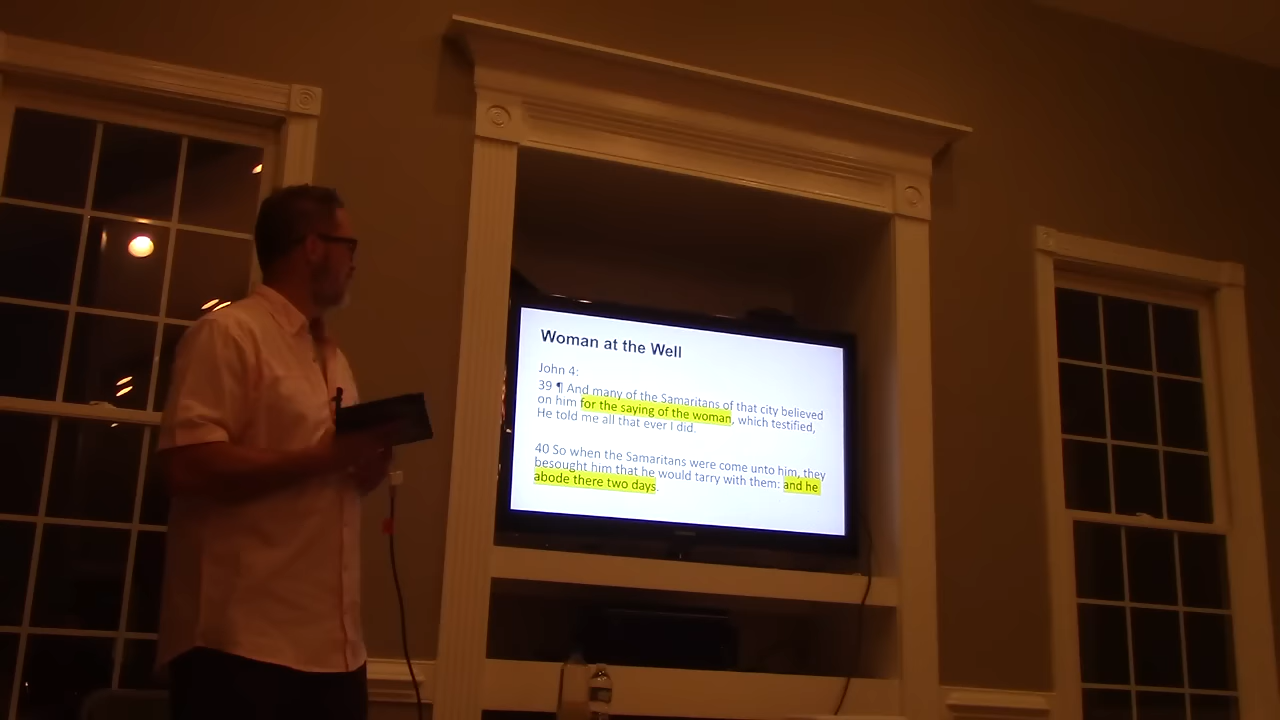 Woman at the Well
John 4:
39 ¶ And many of the Samaritans of that city believed
on him for the saying of the woman, which testified,
He told me all that ever I did.
40 So when the Samaritans were come unto him, they
besought him that he would tarry with them: and he
abode there two days.